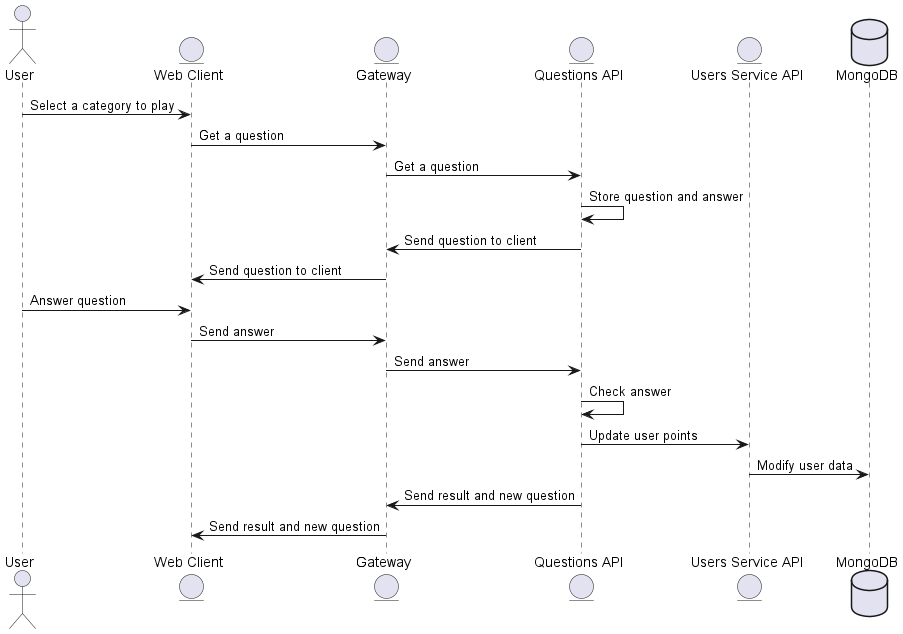 User
Web Client
Gateway
Questions API
Users Service API
MongoDB
Select a category to play
Get a question
Get a question
Store question and answer
Send question to client
Send question to client
Answer question
Send answer
Send answer
Check answer
Update user points
Modify user data
Send result and new question
Send result and new question
User
Web Client
Gateway
Questions API
Users Service API
MongoDB